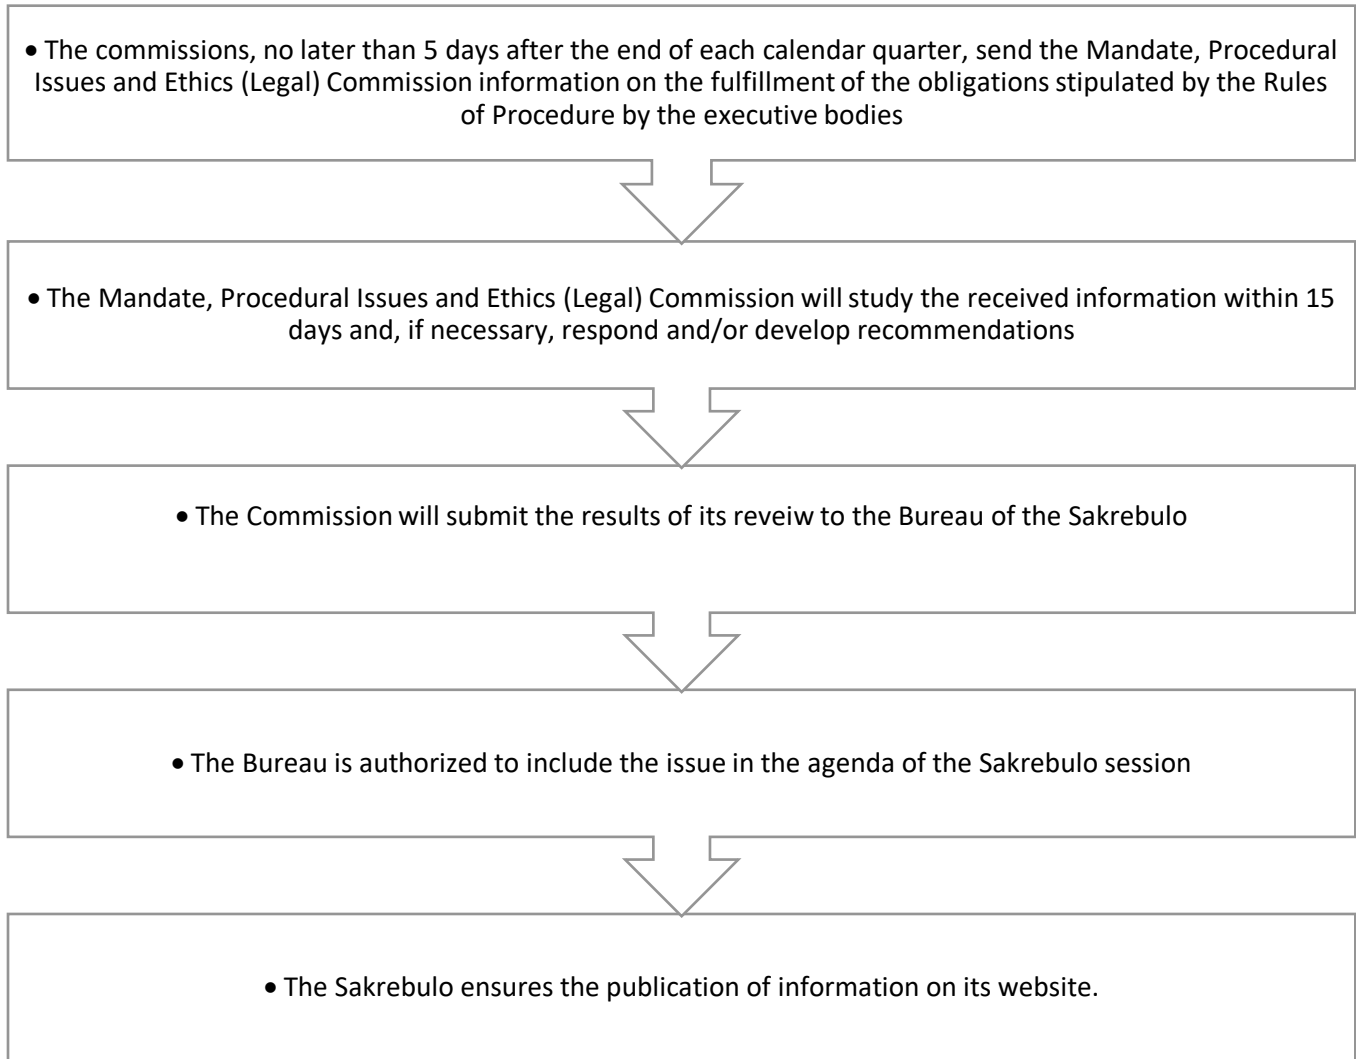 • The commissions, no later than 5 days after the end of each calendar quarter, send the Mandate, Procedural
Issues and Ethics (Legal) Commission information on the fulfillment of the obligations stipulated by the Rules
of Procedure by the executive bodies
• The Mandate, Procedural Issues and Ethics (Legal) Commission will study the received information within 15
days and, if necessary, respond and/or develop recommendations
• The Commission will submit the results of its reveiw to the Bureau of the Sakrebulo
• The Bureau is authorized to include the issue in the agenda of the Sakrebulo session
• The Sakrebulo ensures the publication of information on its website.